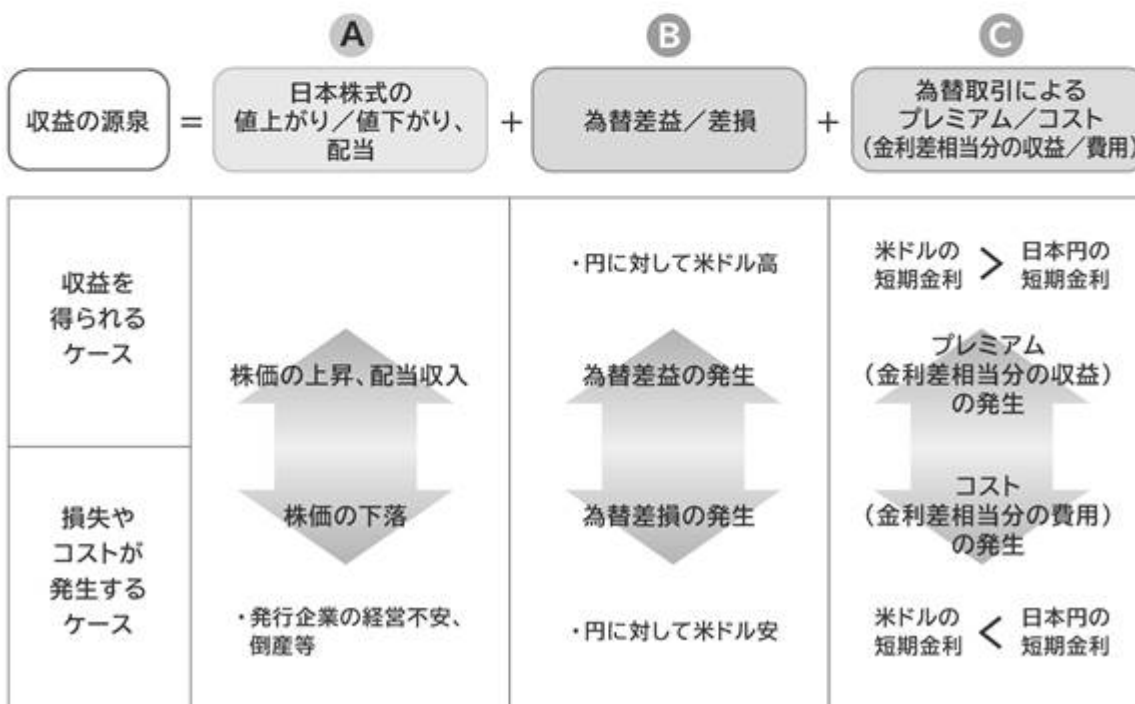 A
B
C
収益の源泉
=
日本株式の
値上がり／値下がり、
配当
+
為替差益／差損
+
為替取引による
プレミアム／コスト
(金利差相当分の収益／費用)
収益を
得られる
ケース
株価の上昇、配当収入
・円に対して米ドル高
為替差益の発生
米ドルの
短期金利
>
日本円の
短期金利
プレミアム
(金利差相当分の収益)
の発生
損失や
コストが
発生する
ケース
株価の下落
・発行企業の経営不安、
倒産等
為替差損の発生
・円に対して米ドル安
コスト
(金利差相当分の費用)
の発生
米ドルの
短期金利
<
日本円の
短期金利